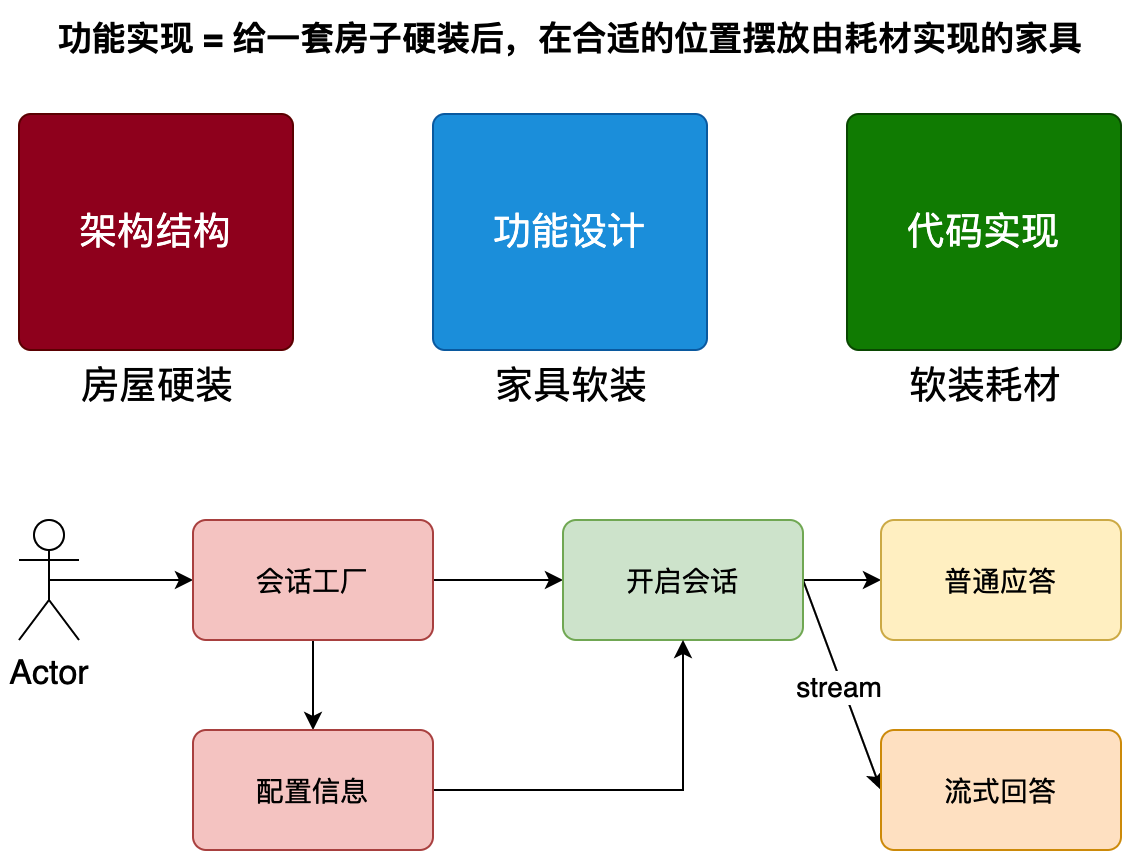 功能实现 = 给一套房子硬装后，在合适的位置摆放由耗材实现的家具
架构结构
功能设计
代码实现
房屋硬装
家具软装
软装耗材
会话工厂
开启会话
普通应答
Actor
stream
配置信息
流式回答